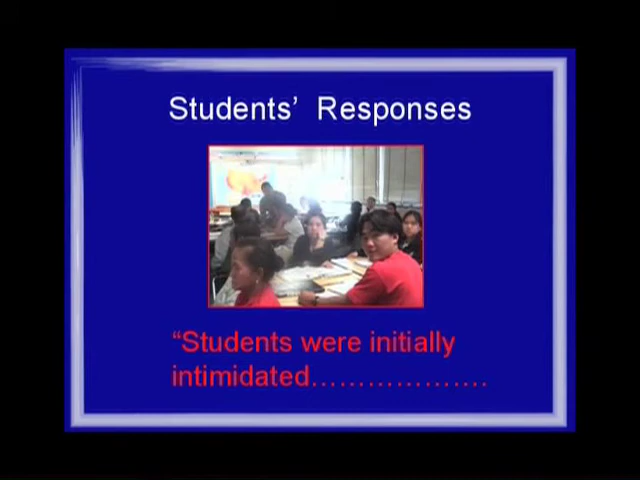 Students’ Responses
“Students were initially
intimidated………………….